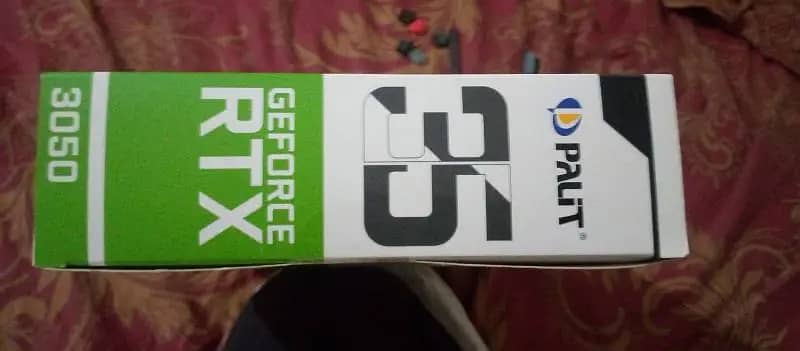 PALiT®
35
GEFORCE
RTX
3050